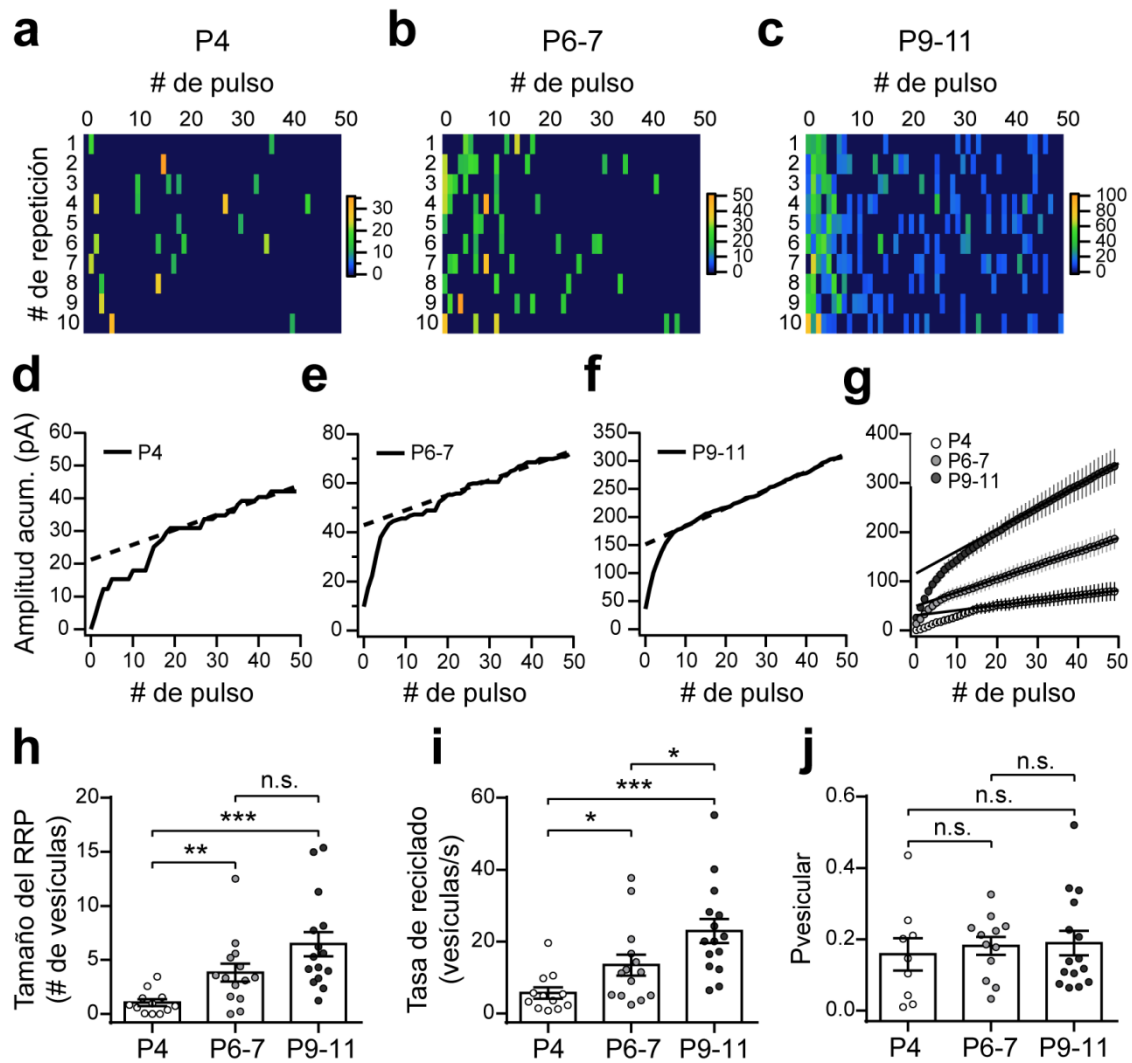 a
P4
# de pulso
0 10 20 30 40 50
# de repetición
1
2
3
4
5
6
7
8
9
10
30
20
10
0
b
P6-7
# de pulso
0 10 20 30 40 50
1
2
3
4
5
6
7
8
9
10
50
40
30
20
10
0
c
P9-11
# de pulso
0 10 20 30 40 50
1
2
3
4
5
6
7
8
9
10
100
80
60
40
20
0
d
Amplitud acum. (pA)
60
50
40
30
20
10
0
P4
0 10 20 30 40 50
# de pulso
e
80
60
40
20
0
P6-7
0 10 20 30 40 50
# de pulso
f
350
300
250
200
150
100
50
0
P9-11
0 10 20 30 40 50
# de pulso
g
400
300
200
100
0
P4
P6-7
P9-11
0 10 20 30 40 50
# de pulso
h
Tamaño del RRP
(# de vesículas)
20
15
10
5
0
n.s.
***
**
P4 P6-7 P9-11
i
Tasa de reciclado
(vesículas/s)
60
40
20
0
*
***
*
P4 P6-7 P9-11
j
Pvesicular
0.6
0.4
0.2
0.0
n.s.
n.s.
n.s.
P4 P6-7 P9-11